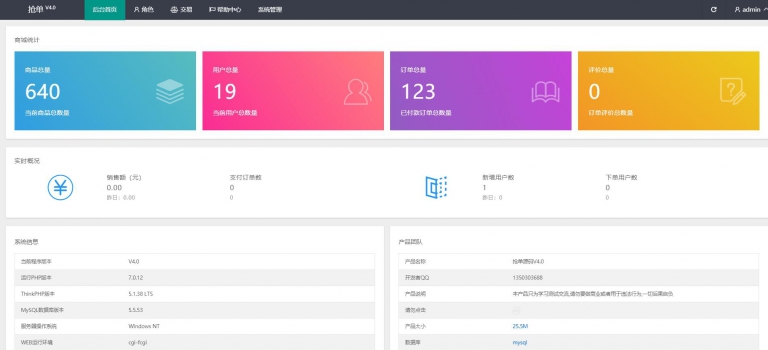 抢单 V4.0 后台首页 角色 交易 帮助中心 系统管理 admin
商城统计
商品总量 用户总量 订单总量 评价总量
640 19 123 0
当前商品总数量 当前用户总数量 已付款订单总数量 订单评价总数量
实时概况
销售额（元） 支付订单数 新增用户数 下单用户数
0.00 0 1 0
昨日：0.00 0 昨日：0 0
系统信息 产品团队
当前程序版本 V4.0 产品名称 抢单源码V4.0
运行PHP版本 7.0.12 开发者QQ 1350303688
ThinkPHP版本 5.1.38 LTS 产品说明 本产品只为学习测试交流,请勿要做商业或者用于违法行为,一切后果自负
MySQL数据库版本 5.5.53 请勿点击
服务器操作系统 Windows NT 产品大小 25.5M
WEB运行环境 cgi-fcgi 数据库 mysql